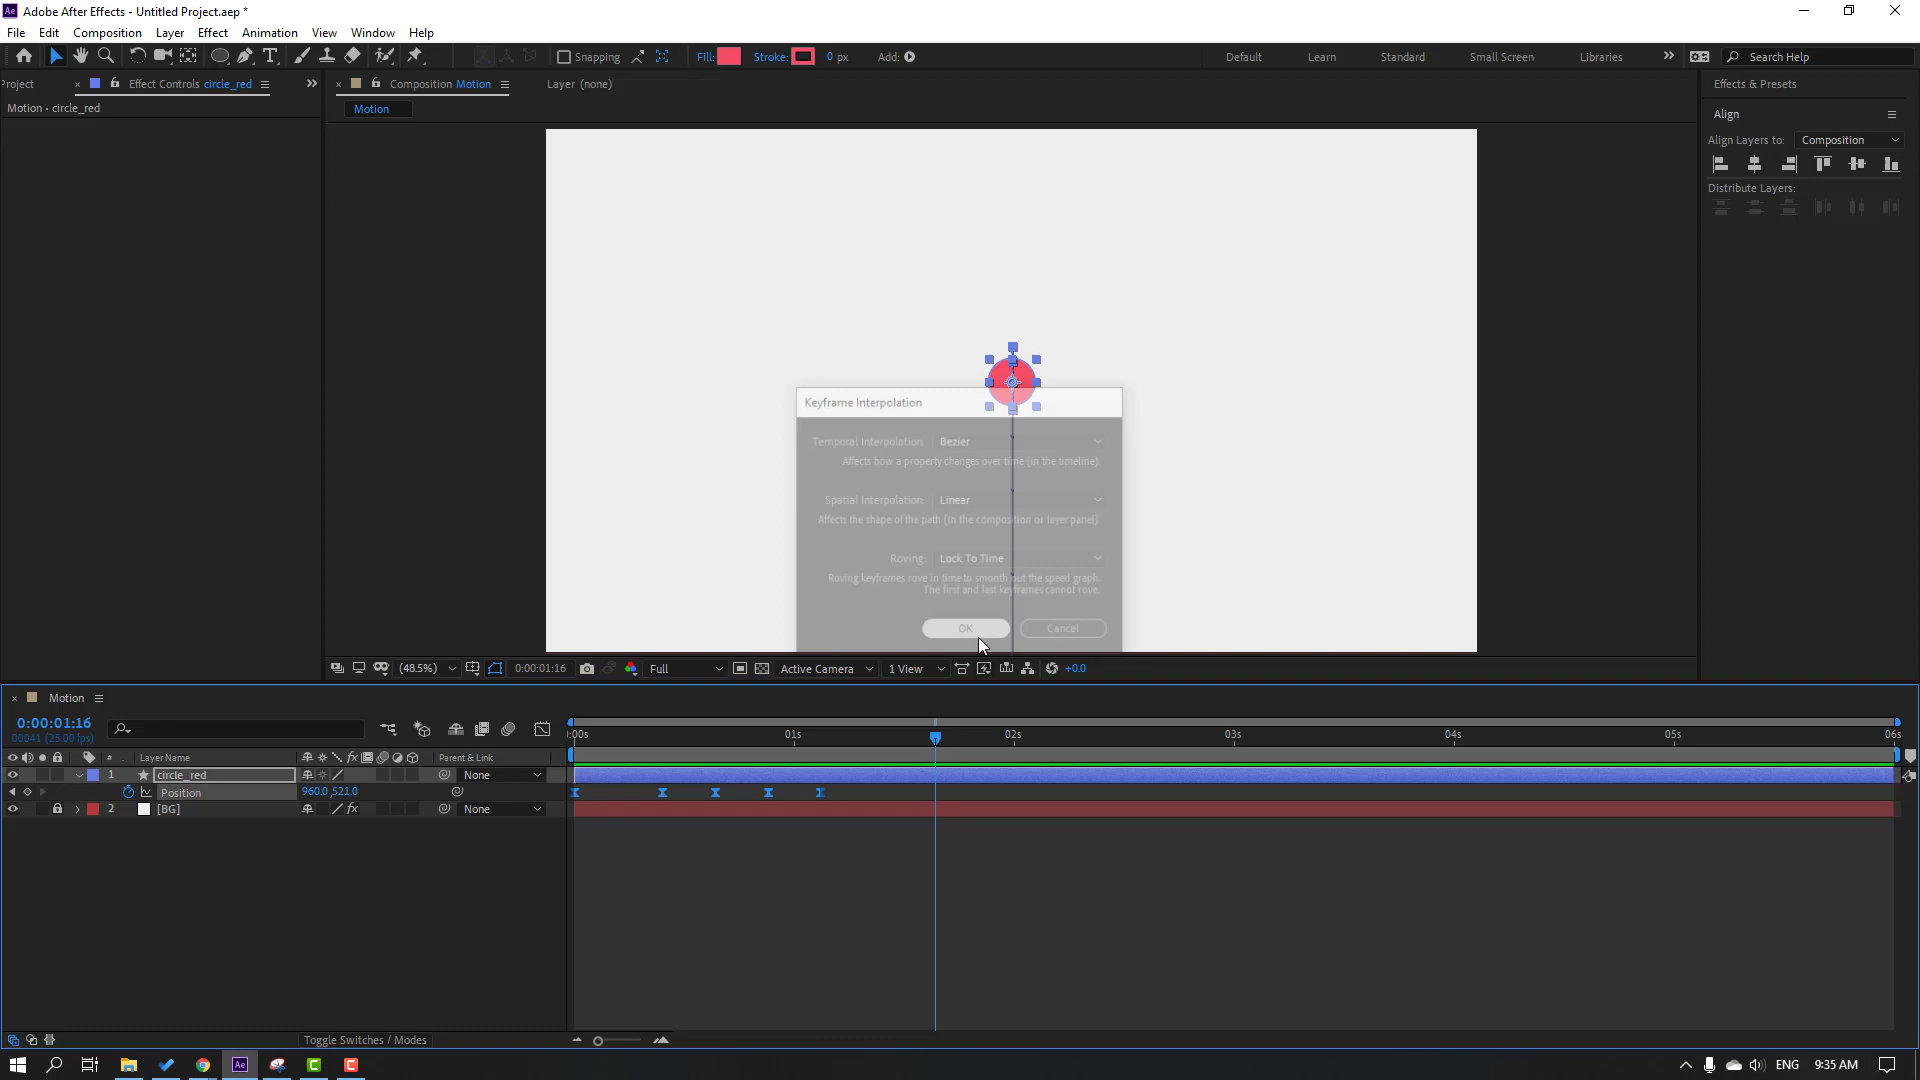 Adobe After Effects - Untitled Project.aep *
File Edit Composition Layer Effect Animation View Window Help
Snapping Fill: Stroke: 0 px Add: Default Learn Standard Small Screen Libraries Search Help
Project Effect Controls circle_red Composition Motion Layer (none) Effects & Presets
Motion • circle_red
Motion
Align
Align Layers to: Composition
Distribute Layers:
Keyframe Interpolation
Temporal Interpolation: Bezier
Affects how a property changes over time (in the timeline).
Spatial Interpolation: Linear
Affects the shape of the path (in the composition or layer panel).
Roving: Lock To Time
Roving keyframes rove in time to smooth out the speed graph.
The first and last keyframes cannot rove.
OK Cancel
(48.5%) 0:00:01:16 Full Active Camera 1 View +0.0
Motion
0:00:01:16
00041 (25.00 fps)
:00s 01s 02s 03s 04s 05s 06s
# Layer Name Parent & Link
1 circle_red None
Position 960.0,521.0
2 [BG] None
Toggle Switches / Modes
ENG 9:35 AM